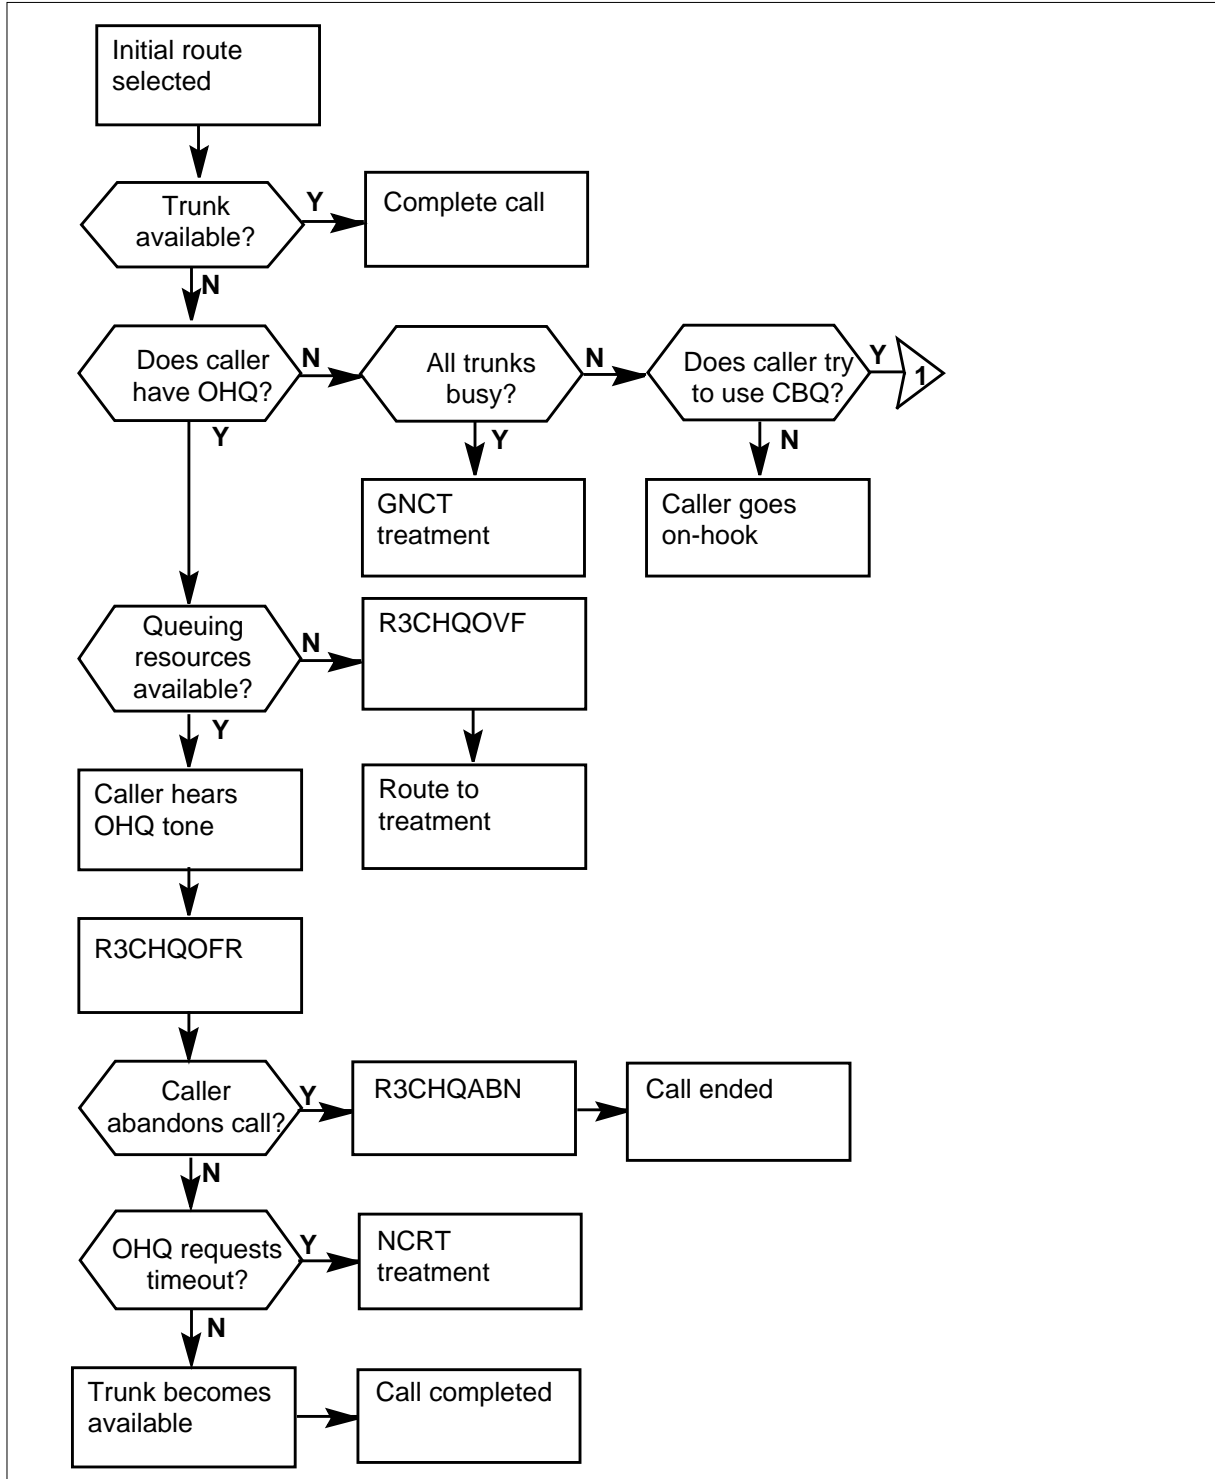 Initial route
selected
Trunk
available?
Y
Complete call
N
Does caller
have OHQ?
N
All trunks
busy?
N
Does caller try
to use CBQ?
Y
1
Y
Y
N
GNCT
treatment
Caller goes
on-hook
Queuing
resources
available?
N
R3CHQOVF
Y
Caller hears
OHQ tone
Route to
treatment
R3CHQOFR
Caller
abandons call?
Y
R3CHQABN
Call ended
N
OHQ requests
timeout?
Y
NCRT
treatment
N
Trunk becomes
available
Call completed